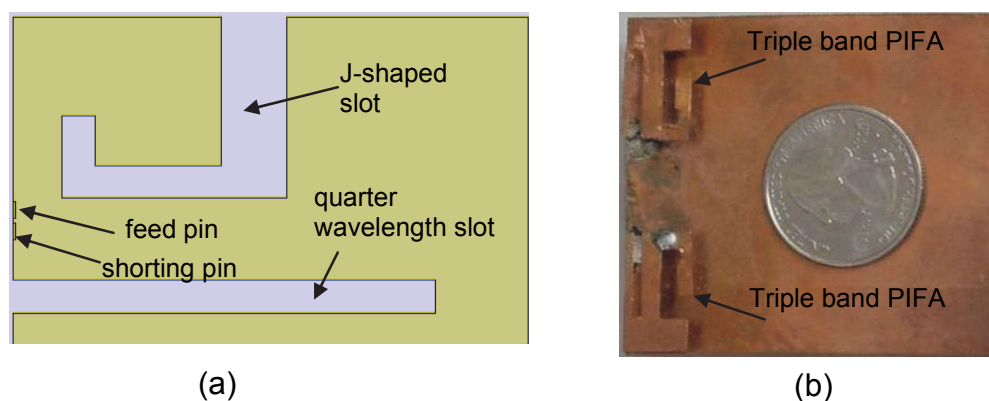 J-shaped
slot
quarter
wavelength slot
feed pin
shorting pin
(a)
Triple band PIFA
Triple band PIFA
(b)